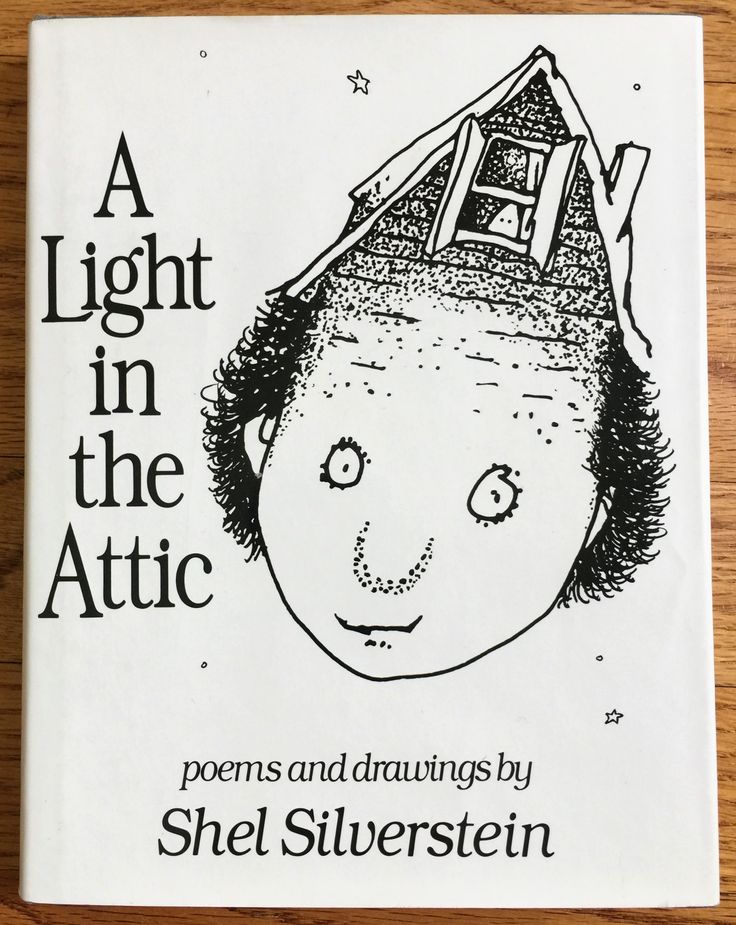 A
Light
in
the
Attic
poems and drawings by
Shel Silverstein